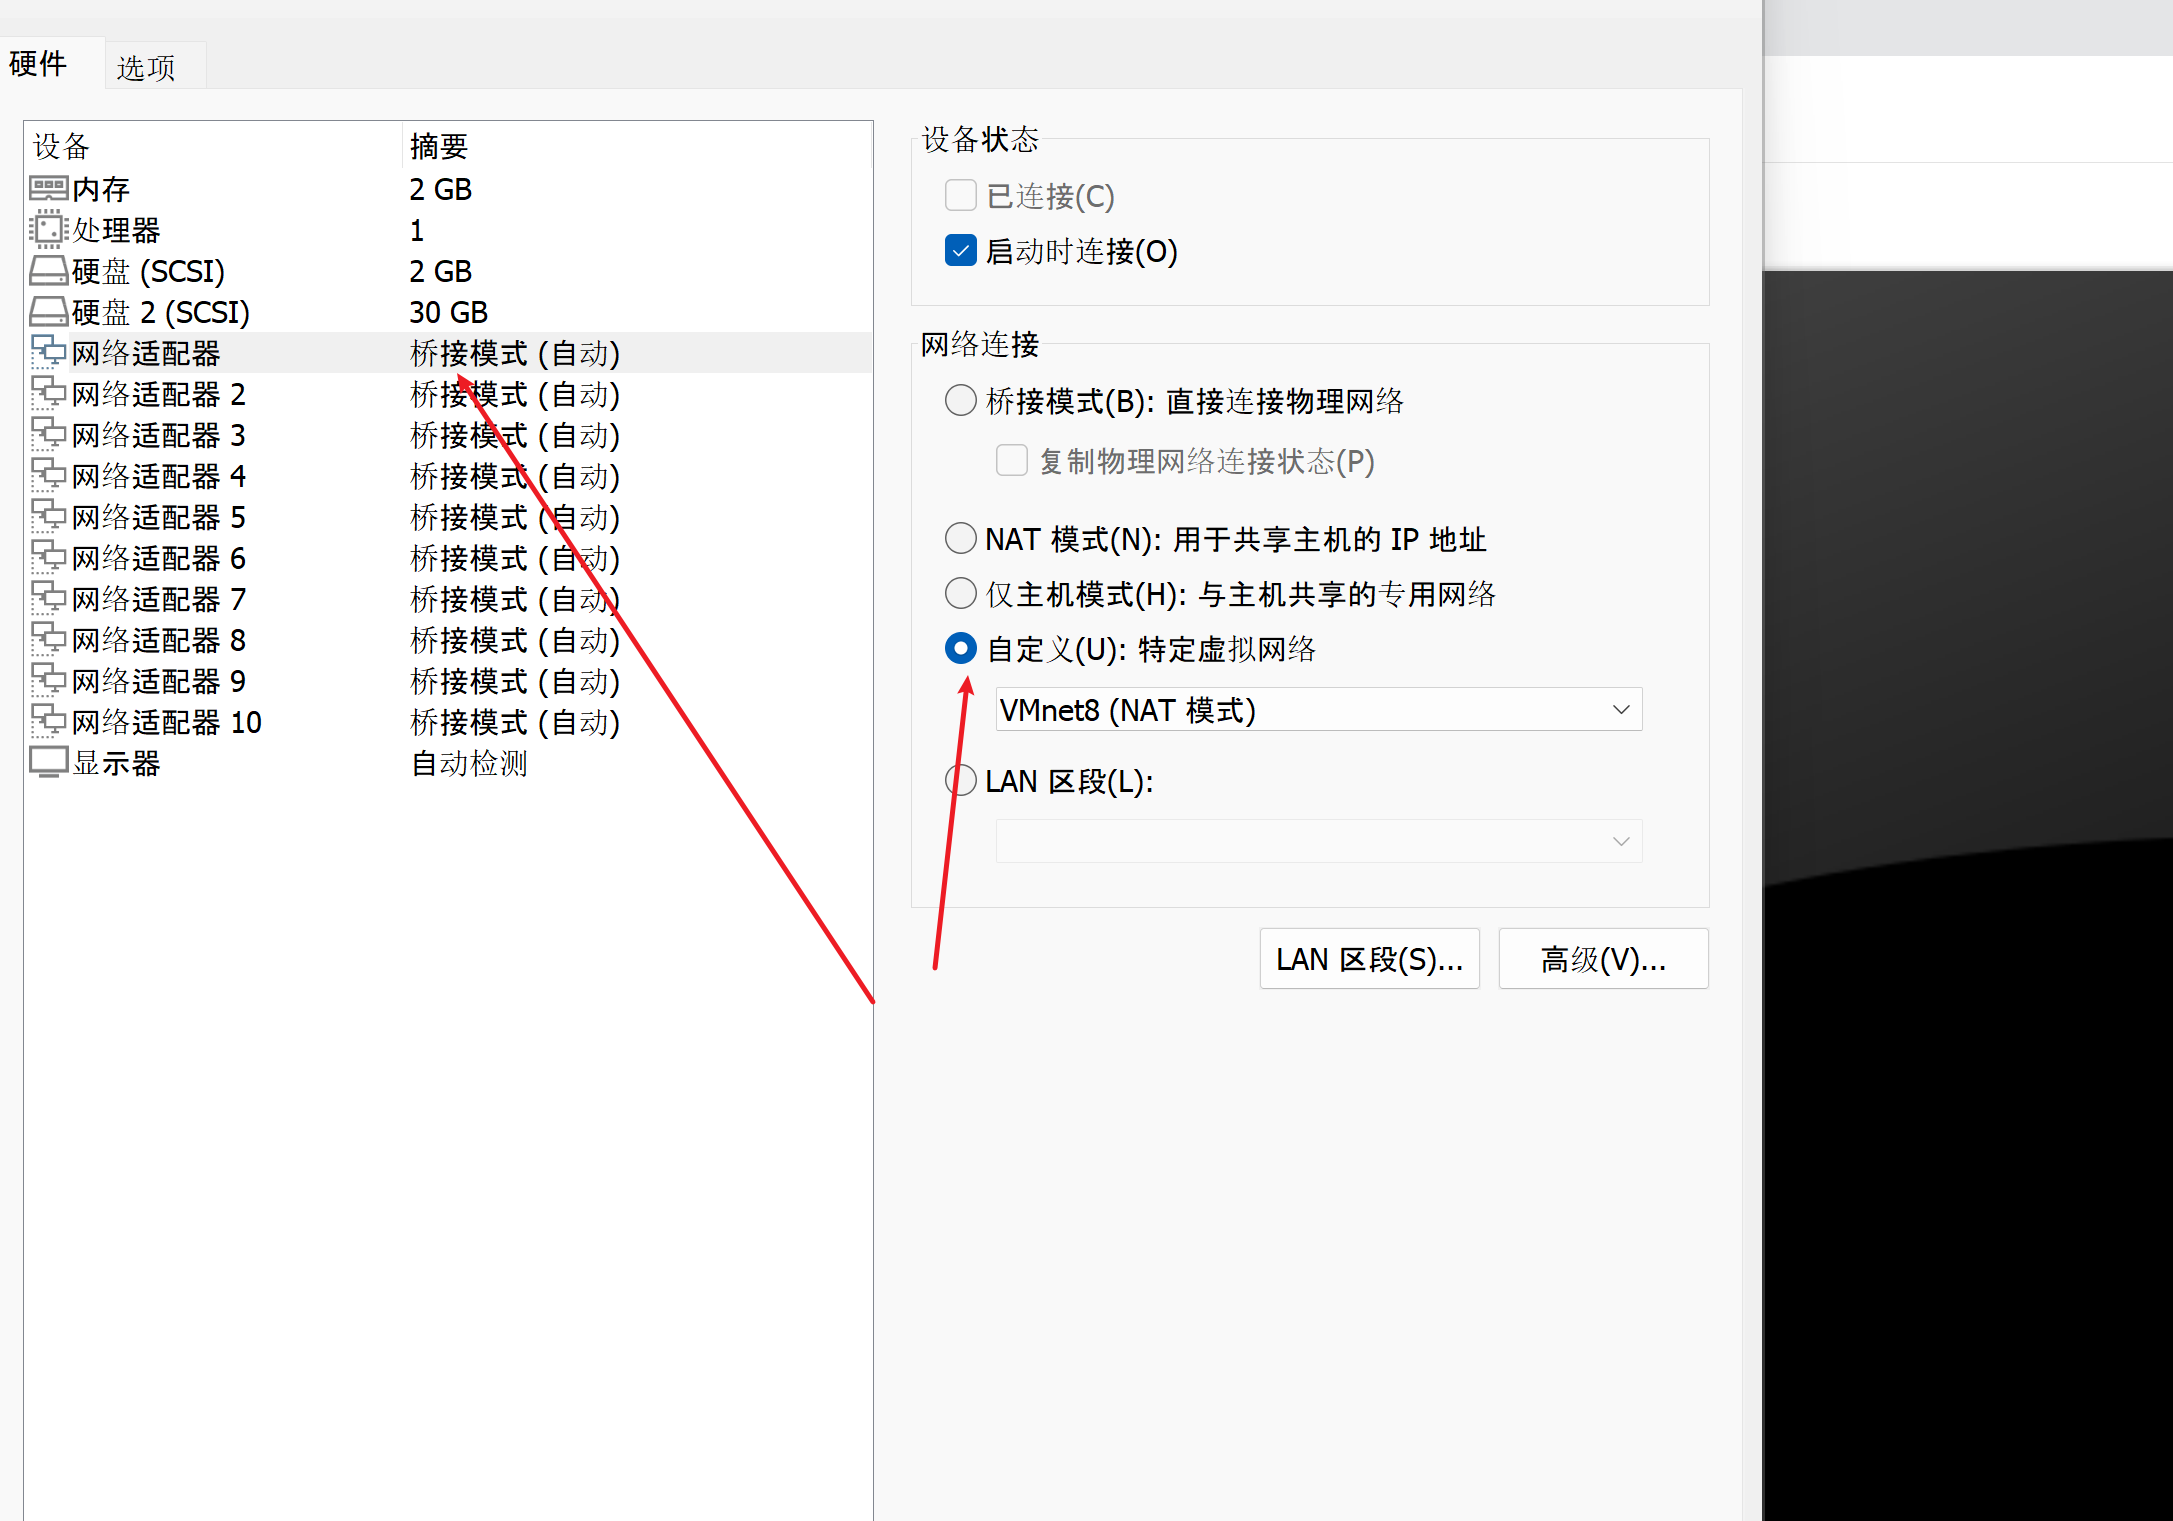 硬件
选项
设备
摘要
内存
2 GB
处理器
1
硬盘 (SCSI)
2 GB
硬盘 2 (SCSI)
30 GB
网络适配器
桥接模式 (自动)
网络适配器 2
桥接模式 (自动)
网络适配器 3
桥接模式 (自动)
网络适配器 4
桥接模式 (自动)
网络适配器 5
桥接模式 (自动)
网络适配器 6
桥接模式 (自动)
网络适配器 7
桥接模式 (自动)
网络适配器 8
桥接模式 (自动)
网络适配器 9
桥接模式 (自动)
网络适配器 10
桥接模式 (自动)
显示器
自动检测
设备状态
已连接(C)
启动时连接(O)
网络连接
桥接模式(B): 直接连接物理网络
复制物理网络连接状态(P)
NAT 模式(N): 用于共享主机的 IP 地址
仅主机模式(H): 与主机共享的专用网络
自定义(U): 特定虚拟网络
VMnet8 (NAT 模式)
LAN 区段(L):
LAN 区段(S)...
高级(V)...